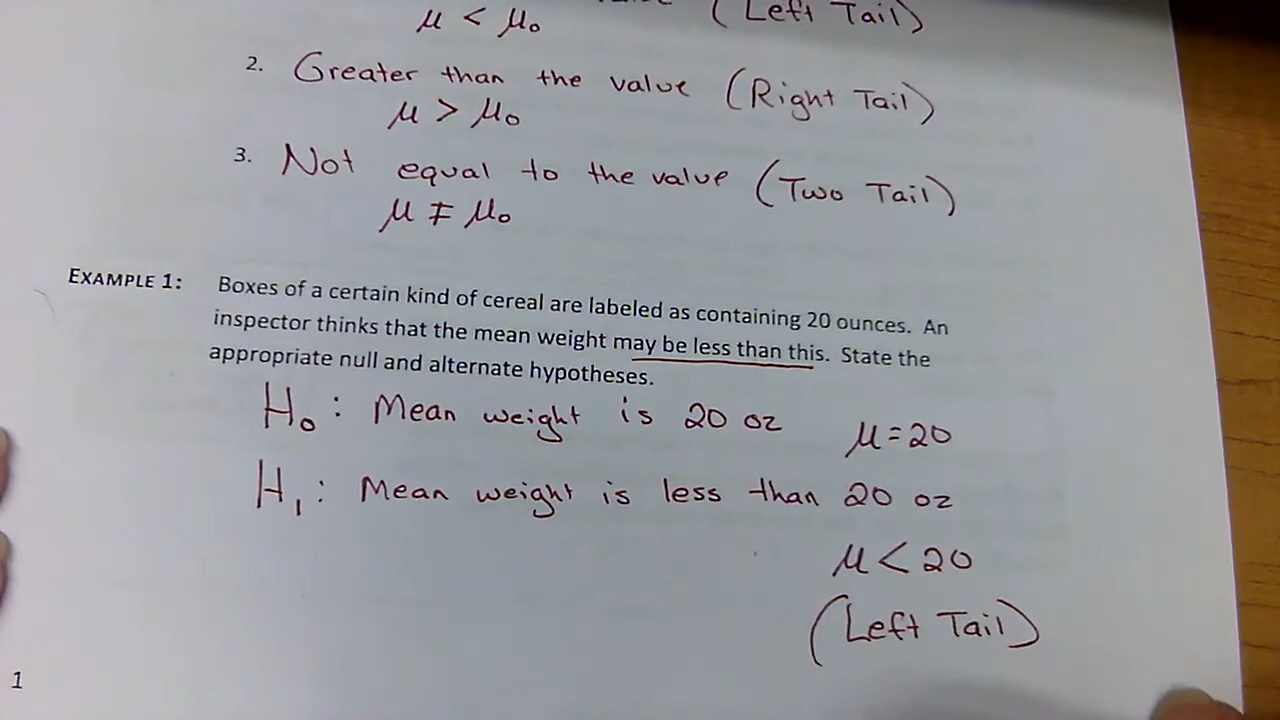 μ < μ₀ (Left Tail)
2. Greater than the value (Right Tail)
μ > μ₀
3. Not equal to the value (Two Tail)
μ ≠ μ₀
EXAMPLE 1: Boxes of a certain kind of cereal are labeled as containing 20 ounces. An
inspector thinks that the mean weight may be less than this. State the
appropriate null and alternate hypotheses.
H₀: Mean weight is 20 oz μ=20
H₁: Mean weight is less than 20 oz
μ < 20
(Left Tail)
1